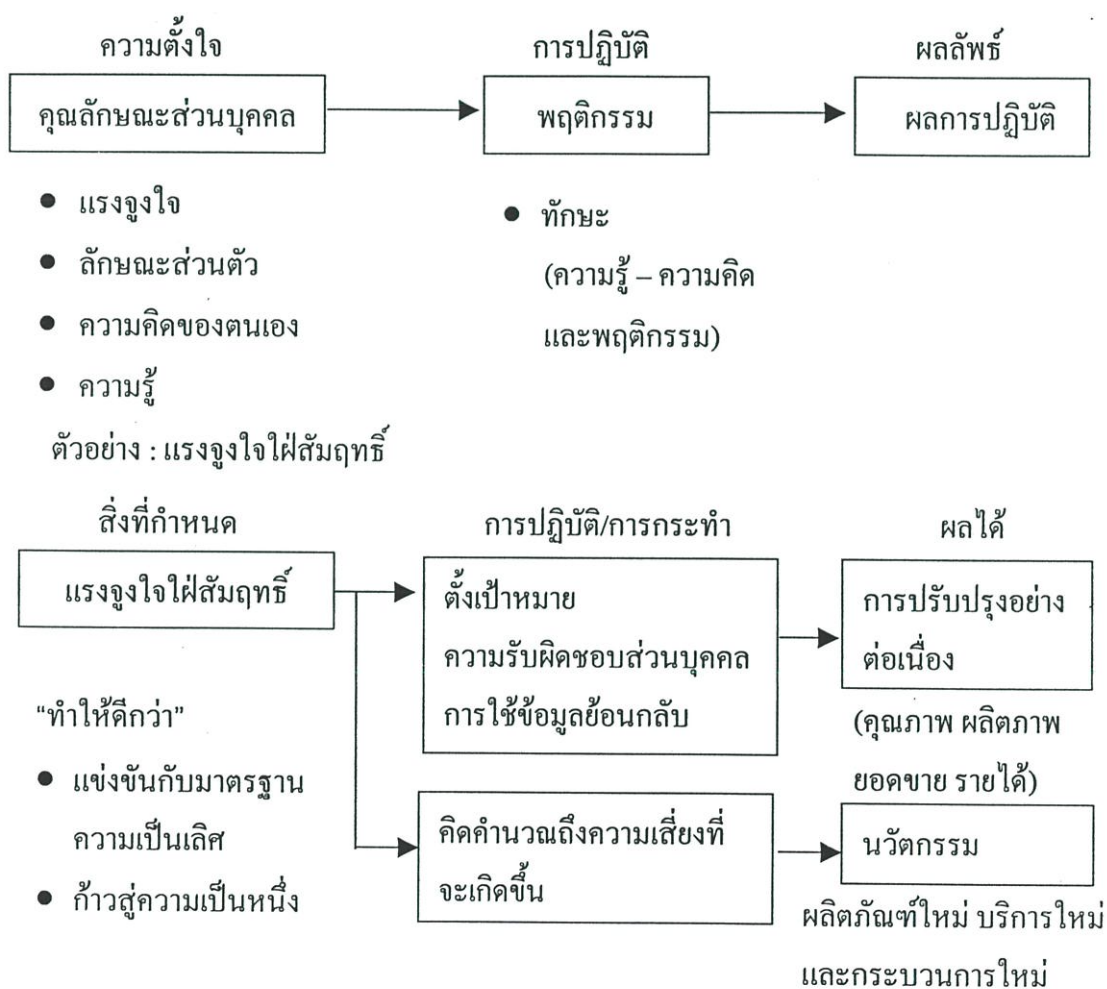 ความตั้งใจ การปฏิบัติ ผลลัพธ์
คุณลักษณะส่วนบุคคล พฤติกรรม ผลการปฏิบัติ
● แรงจูงใจ
● ลักษณะส่วนตัว
● ความคิดของตนเอง
● ความรู้
● ทักษะ
(ความรู้ – ความคิด
และพฤติกรรม)
ตัวอย่าง : แรงจูงใจใฝ่สัมฤทธิ์
สิ่งที่กำหนด การปฏิบัติ/การกระทำ ผลได้
แรงจูงใจใฝ่สัมฤทธิ์
“ทำให้ดีกว่า”
● แข่งขันกับมาตรฐาน
ความเป็นเลิศ
● ก้าวสู่ความเป็นหนึ่ง
ตั้งเป้าหมาย
ความรับผิดชอบส่วนบุคคล
การใช้ข้อมูลย้อนกลับ
การปรับปรุงอย่าง
ต่อเนื่อง
(คุณภาพ ผลิตภาพ
ยอดขาย รายได้)
คิดคำนวณถึงความเสี่ยงที่
จะเกิดขึ้น
นวัตกรรม
ผลิตภัณฑ์ใหม่ บริการใหม่
และกระบวนการใหม่